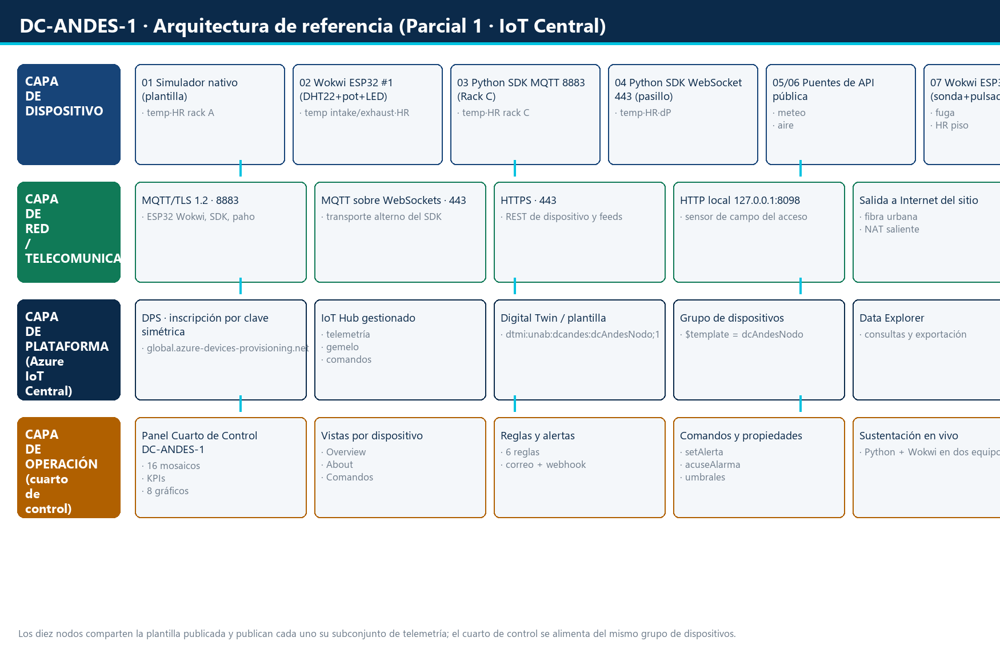 DC-ANDES-1 · Arquitectura de referencia (Parcial 1 · IoT Central)
CAPA
DE
DISPOSITIVO
01 Simulador nativo
(plantilla)
· temp·HR rack A
02 Wokwi ESP32 #1
(DHT22+pot+LED)
· temp intake/exhaust·HR
03 Python SDK MQTT 8883
(Rack C)
· temp·HR rack C
04 Python SDK WebSocket
443 (pasillo)
· temp·HR·dP
05/06 Puentes de API
pública
· meteo
· aire
07 Wokwi
· fuga
· HR piso
CAPA
DE
RED
/
TELECOMUNICA
MQTT/TLS 1.2 · 8883
· ESP32 Wokwi, SDK, paho
MQTT sobre WebSockets · 443
· transporte alterno del SDK
HTTPS · 443
· REST de dispositivo y feeds
HTTP local 127.0.0.1:8098
· sensor de campo del acceso
Salida a Internet del sitio
· fibra urbana
· NAT saliente
CAPA
DE
PLATAFORMA
(Azure
IoT
Central)
DPS · inscripción por clave
simétrica
· global.azure-devices-provisioning.net
IoT Hub gestionado
· telemetría
· gemelo
· comandos
Digital Twin / plantilla
· dtmi:unab:dcandes:dcAndesNodo;1
Grupo de dispositivos
· $template = dcAndesNodo
Data Explorer
· consultas y exportación
CAPA
DE
OPERACIÓN
(cuarto
de
control)
Panel Cuarto de Control
DC-ANDES-1
· 16 mosaicos
· KPIs
· 8 gráficos
Vistas por dispositivo
· Overview
· About
· Comandos
Reglas y alertas
· 6 reglas
· correo + webhook
Comandos y propiedades
· setAlerta
· acuseAlarma
· umbrales
Sustentación en vivo
· Python + Wokwi en dos equipo
Los diez nodos comparten la plantilla publicada y publican cada uno su subconjunto de telemetría; el cuarto de control se alimenta del mismo grupo de dispositivos.